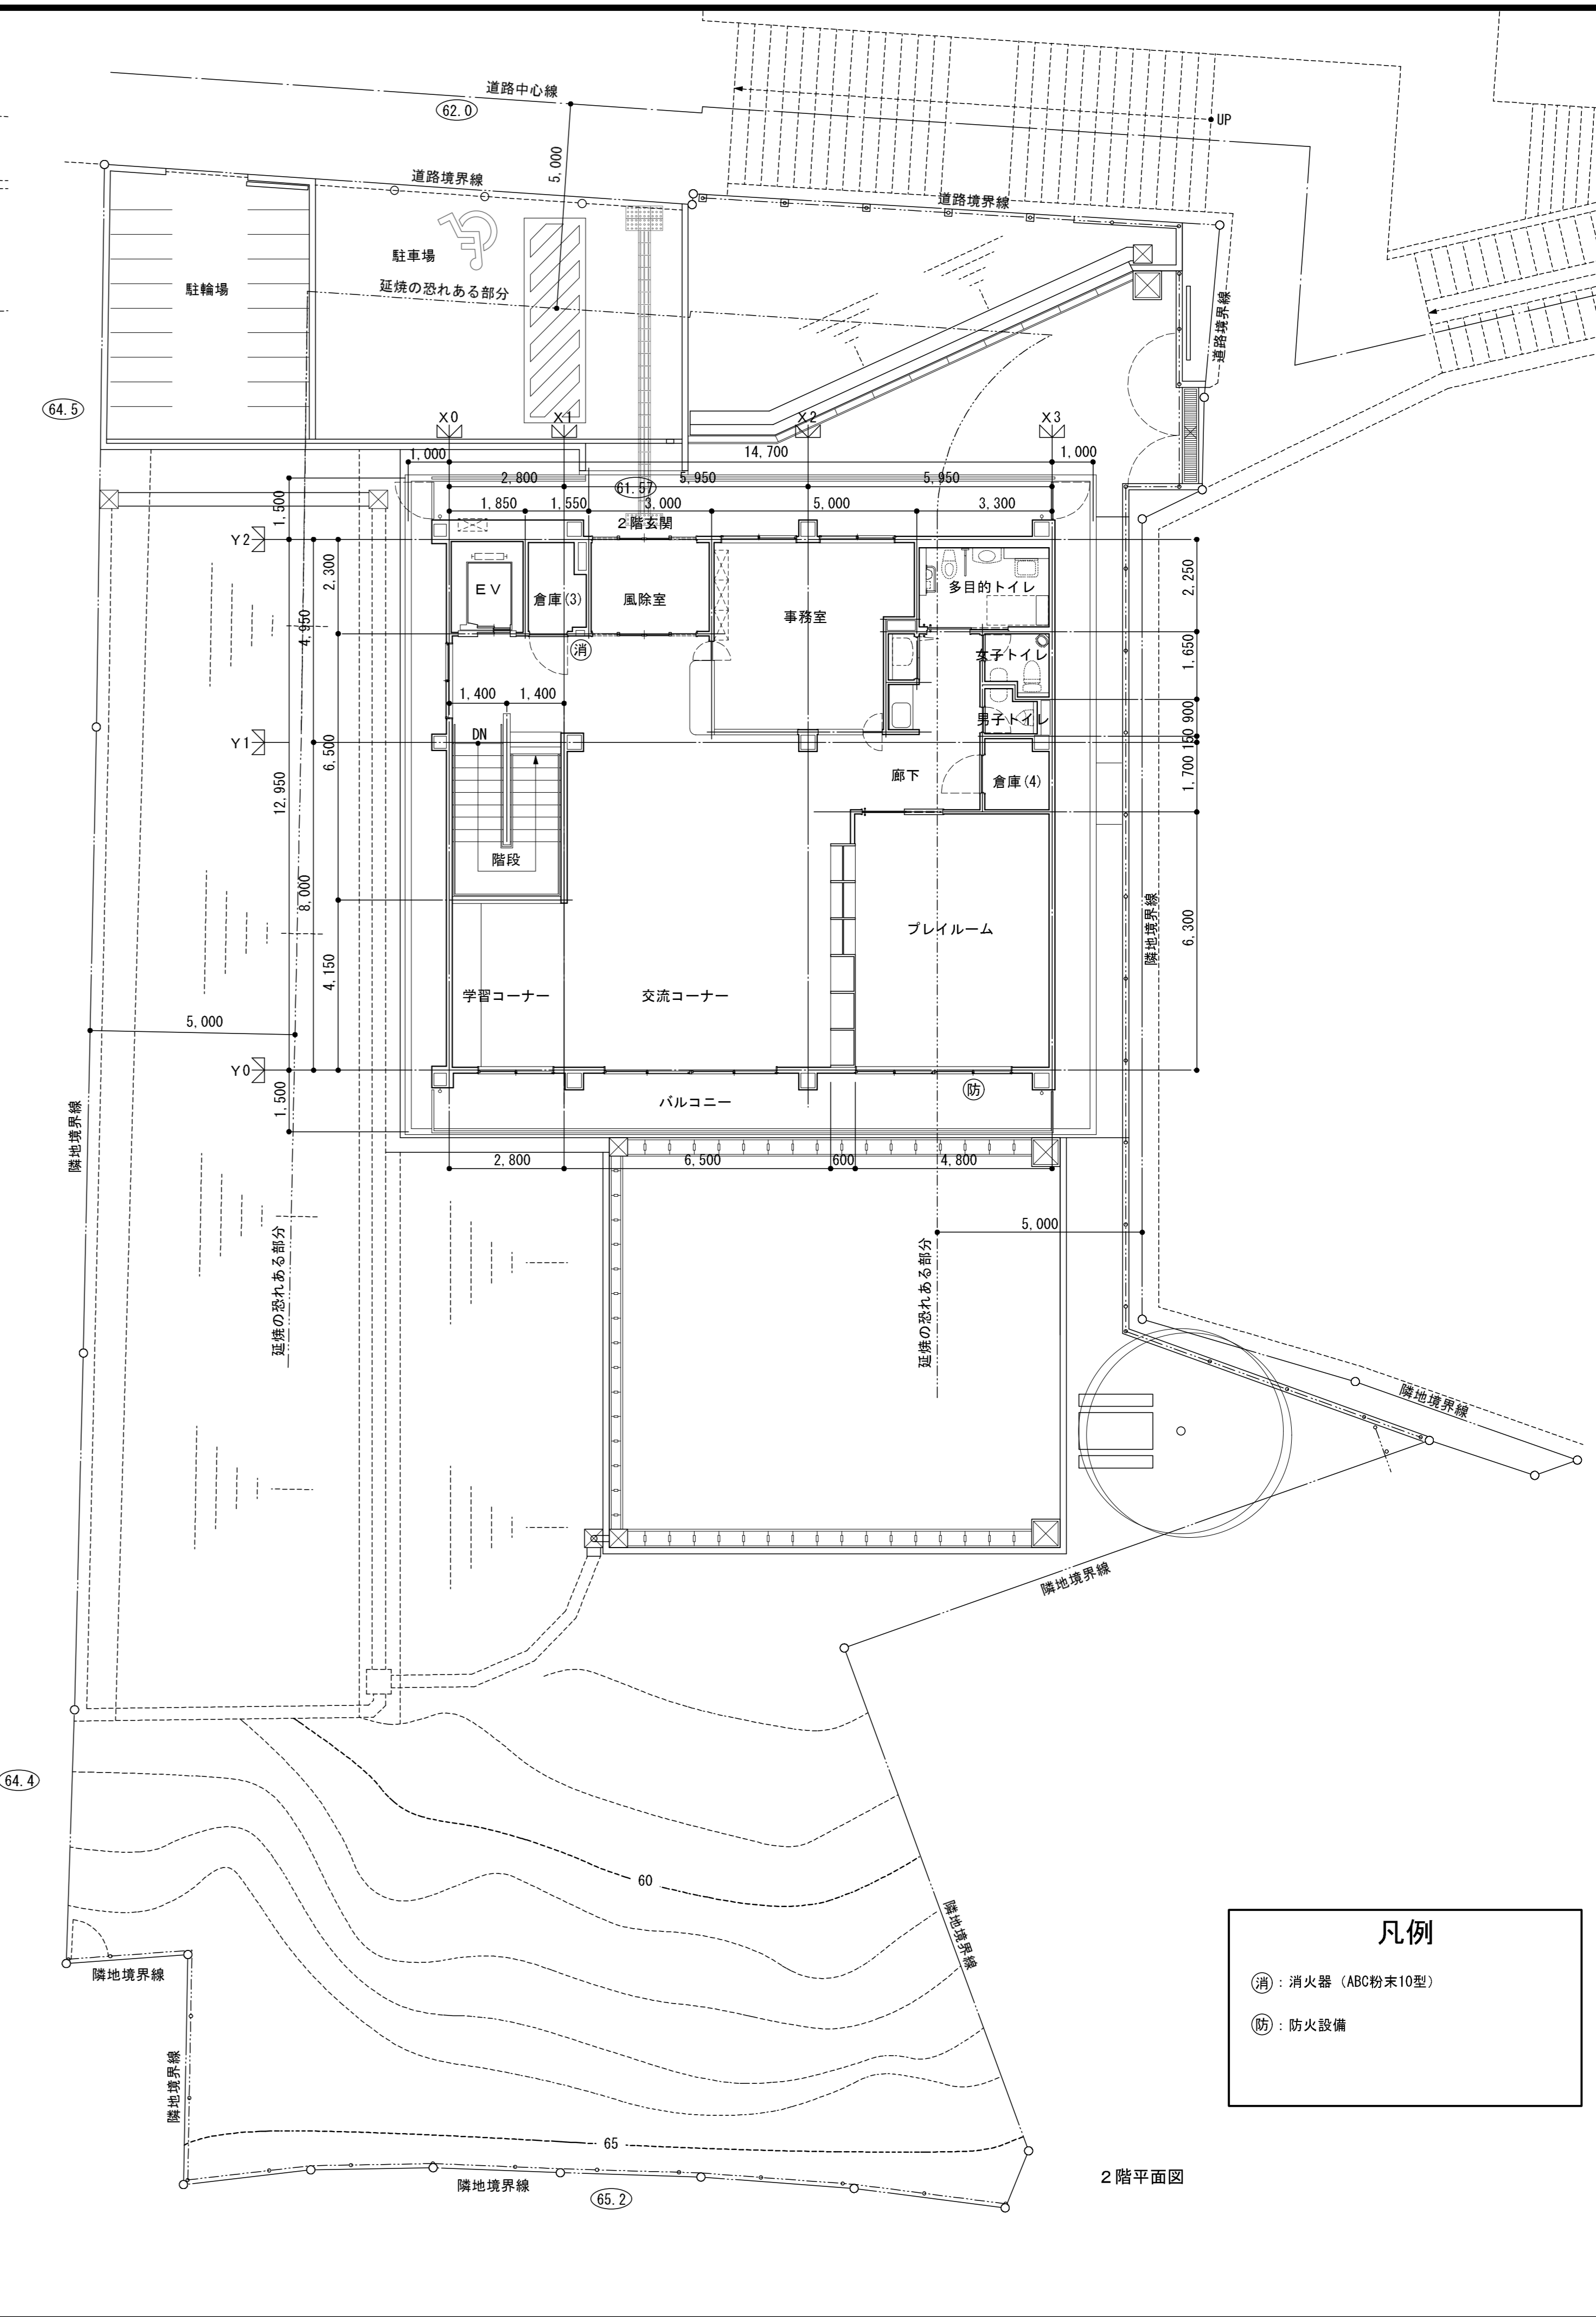 道路中心線
62.0
UP
5,000
道路境界線
道路境界線
駐車場
延焼の恐れある部分
駐輪場
道路境界線
64.5
X0
X1
X2
X3
1,000
14,700
1,000
2,800
5,950
5,950
61.57
1,850
1,550
3,000
5,000
3,300
2階玄関
1,500
Y2
2,300
4,950
EV
倉庫(3)
風除室
事務室
多目的トイレ
2,250
消
女子トイレ
1,650
1,400
1,400
男子トイレ
900
DN
Y1
150
6,500
12,950
廊下
倉庫(4)
1,700
階段
8,000
プレイルーム
隣地境界線
6,300
4,150
学習コーナー
交流コーナー
5,000
Y0
1,500
防
バルコニー
隣地境界線
2,800
6,500
600
4,800
5,000
延焼の恐れある部分
延焼の恐れある部分
隣地境界線
隣地境界線
64.4
60
隣地境界線
隣地境界線
隣地境界線
65
隣地境界線
65.2
2階平面図
凡例
消：消火器（ABC粉末10型）
防：防火設備